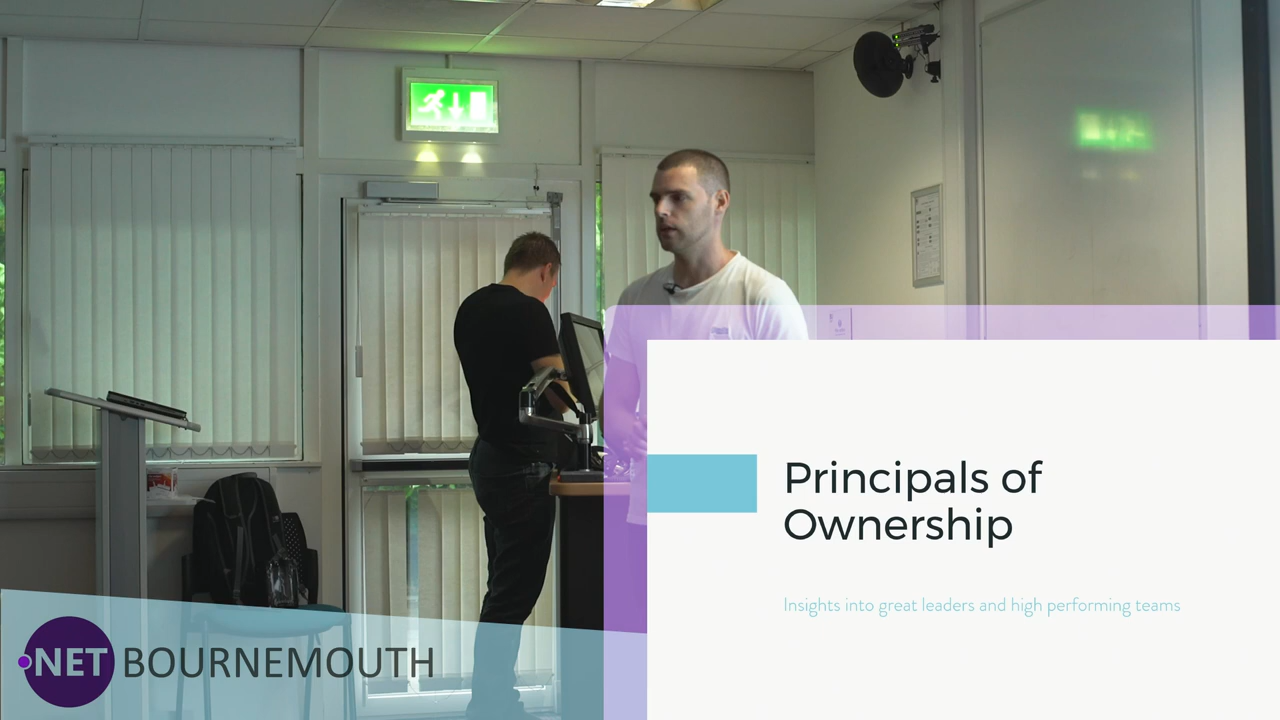 Principals of
Ownership
Insights into great leaders and high performing teams
.NET BOURNEMOUTH